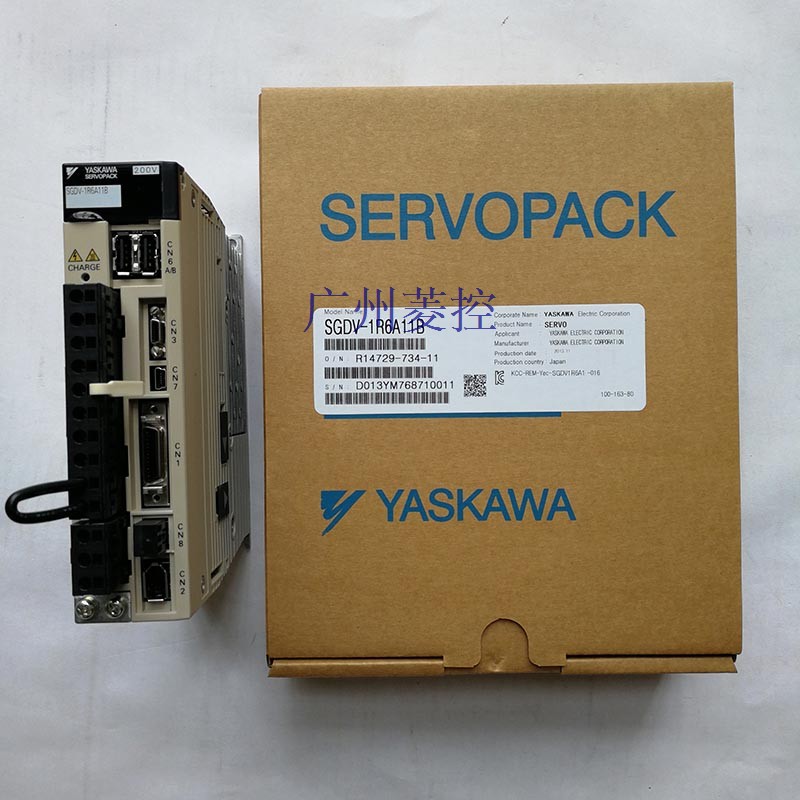 YASKAWA
SERVOPACK
200V
SGDV-1R6A11B
CHARGE
CN6
A/B
CN3
CN7
CN1
CN8
CN2
SERVOPACK
广州菱控
Model Name
SGDV-1R6A11B
O/N: R14729-734-11
S/N: D013YM768710011
Corporate Name YASKAWA Electric Corporation
Product Name SERVO
Applicant YASKAWA ELECTRIC CORPORATION
Manufacturer YASKAWA ELECTRIC CORPORATION
Production date
Production country Japan
KCC-REM-Yec-SGDV1R6A1 -016
100-163-80
YASKAWA